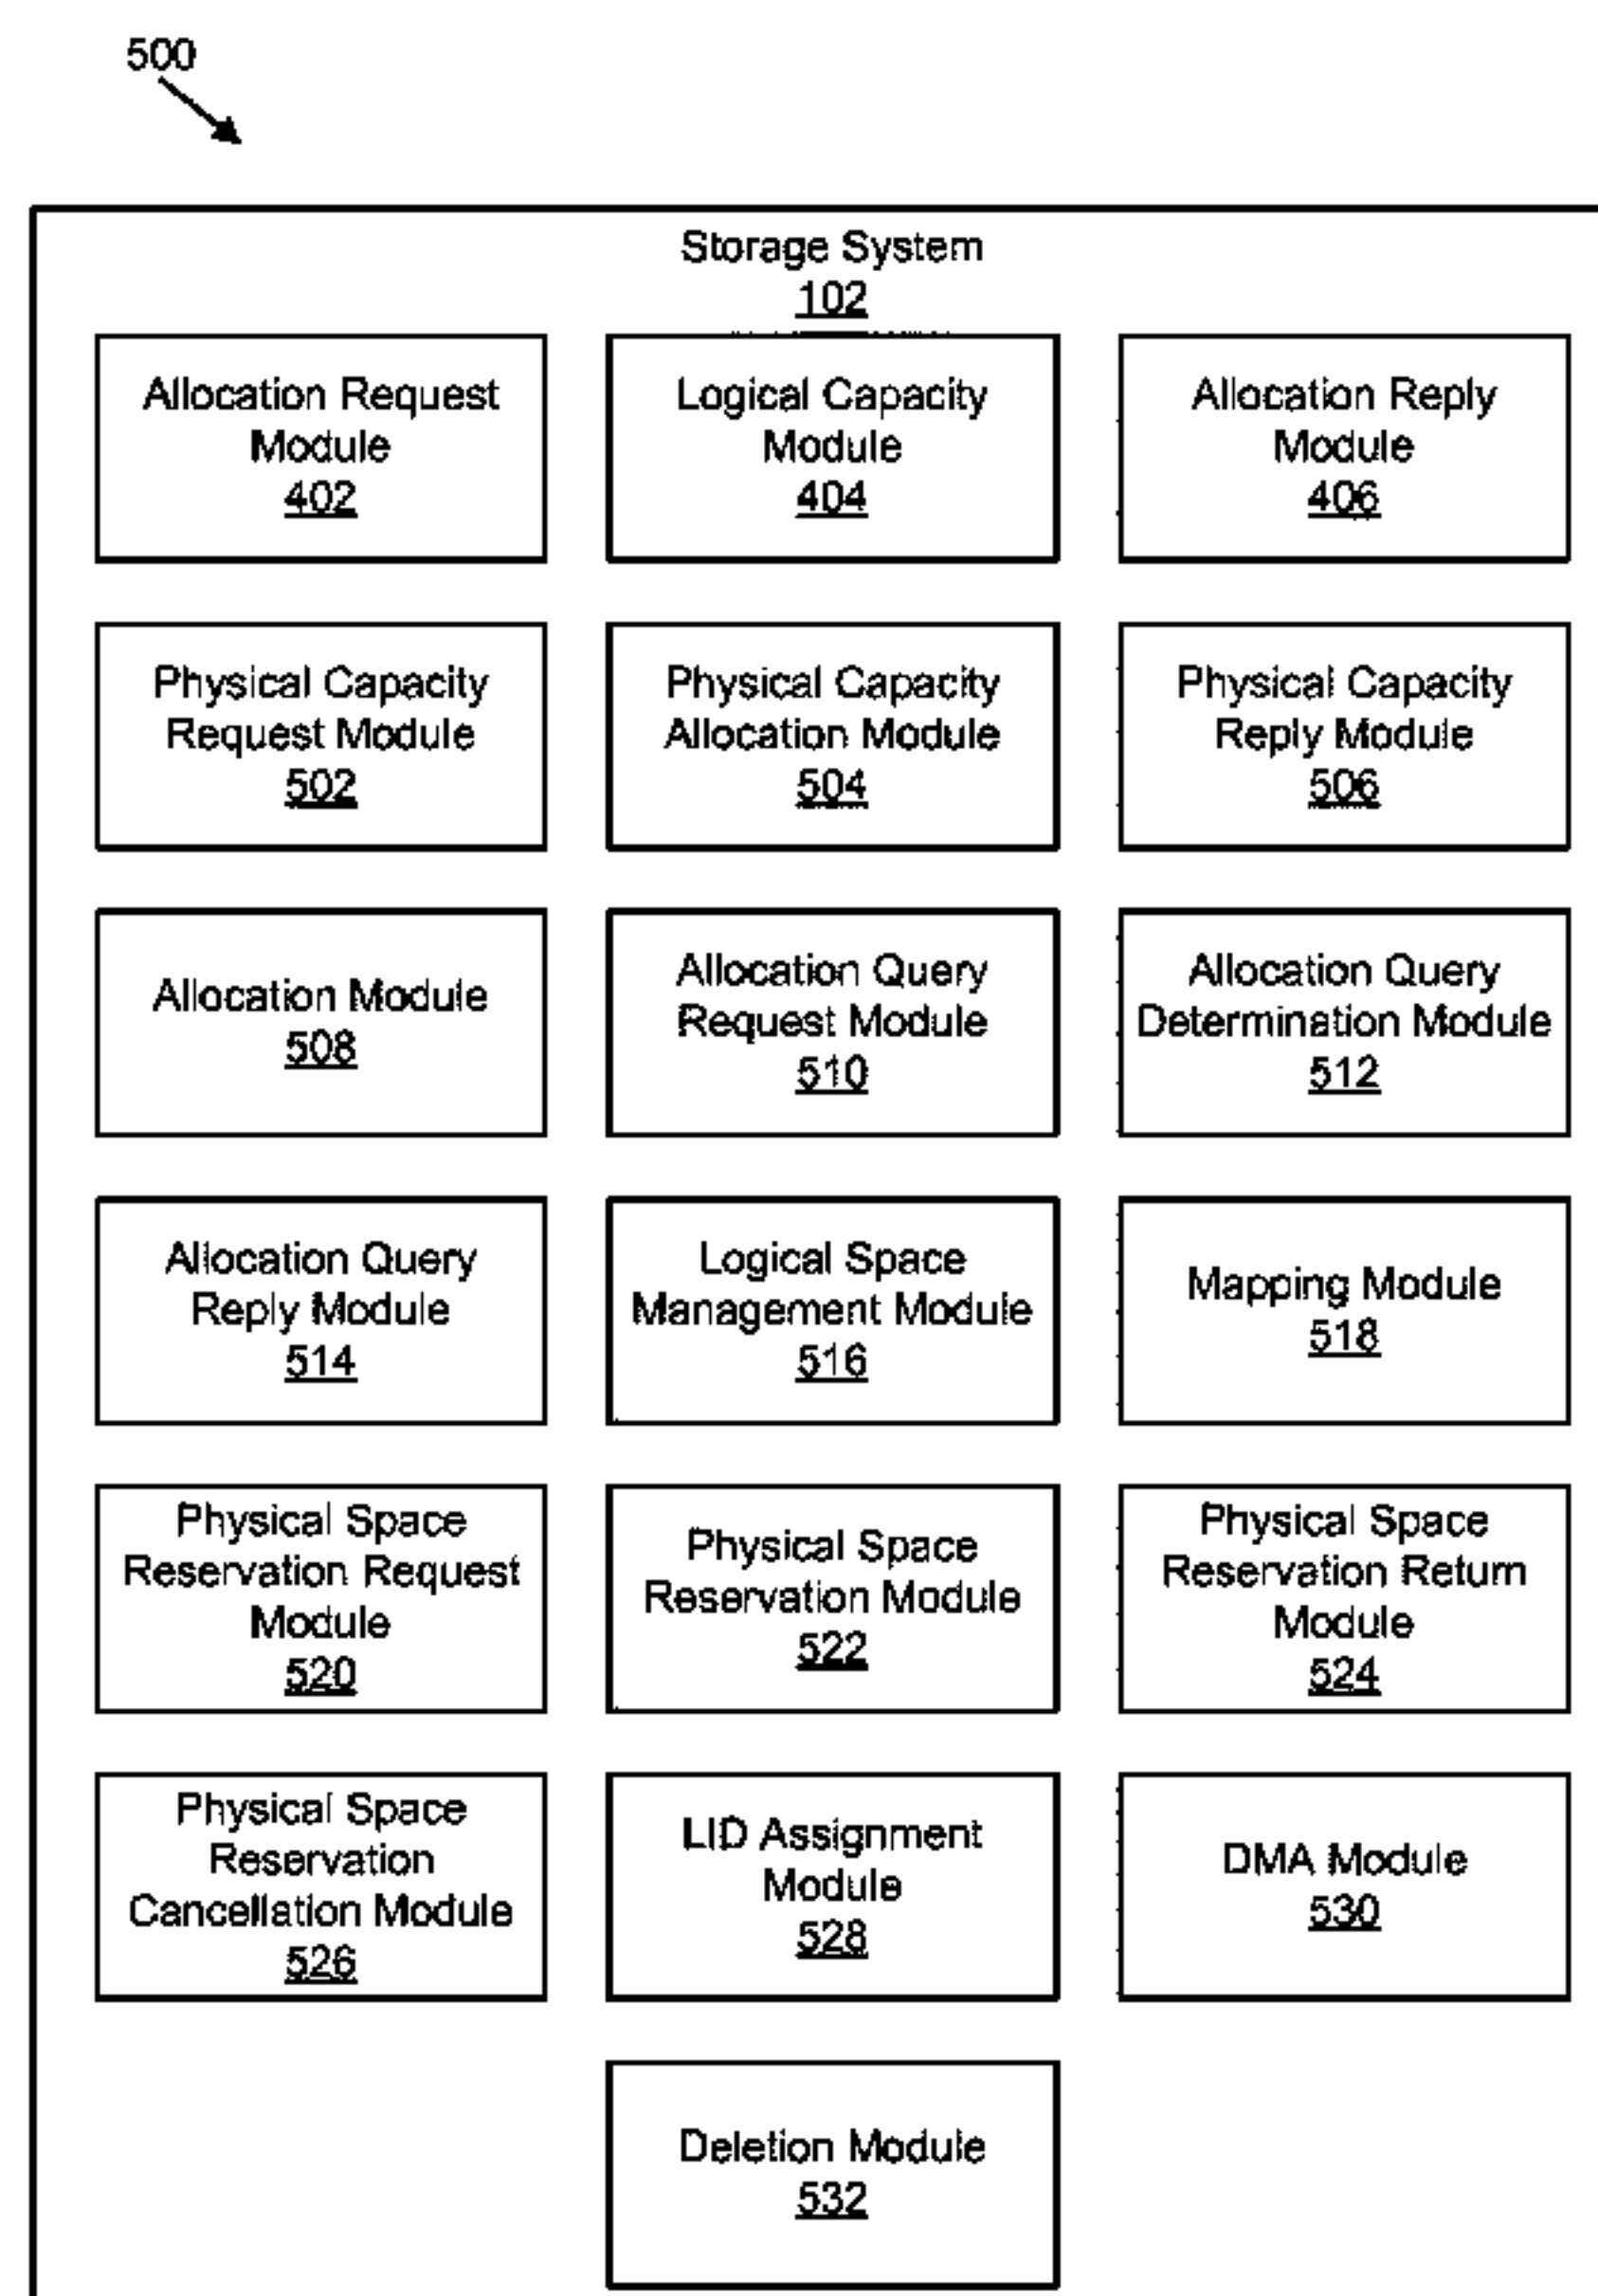 500
Storage System
102
Allocation Request
Module
402
Logical Capacity
Module
404
Allocation Reply
Module
406
Physical Capacity
Request Module
502
Physical Capacity
Allocation Module
504
Physical Capacity
Reply Module
506
Allocation Module
508
Allocation Query
Request Module
510
Allocation Query
Determination Module
512
Allocation Query
Reply Module
514
Logical Space
Management Module
516
Mapping Module
518
Physical Space
Reservation Request
Module
520
Physical Space
Reservation Module
522
Physical Space
Reservation Return
Module
524
Physical Space
Reservation
Cancellation Module
526
LID Assignment
Module
528
DMA Module
530
Deletion Module
532